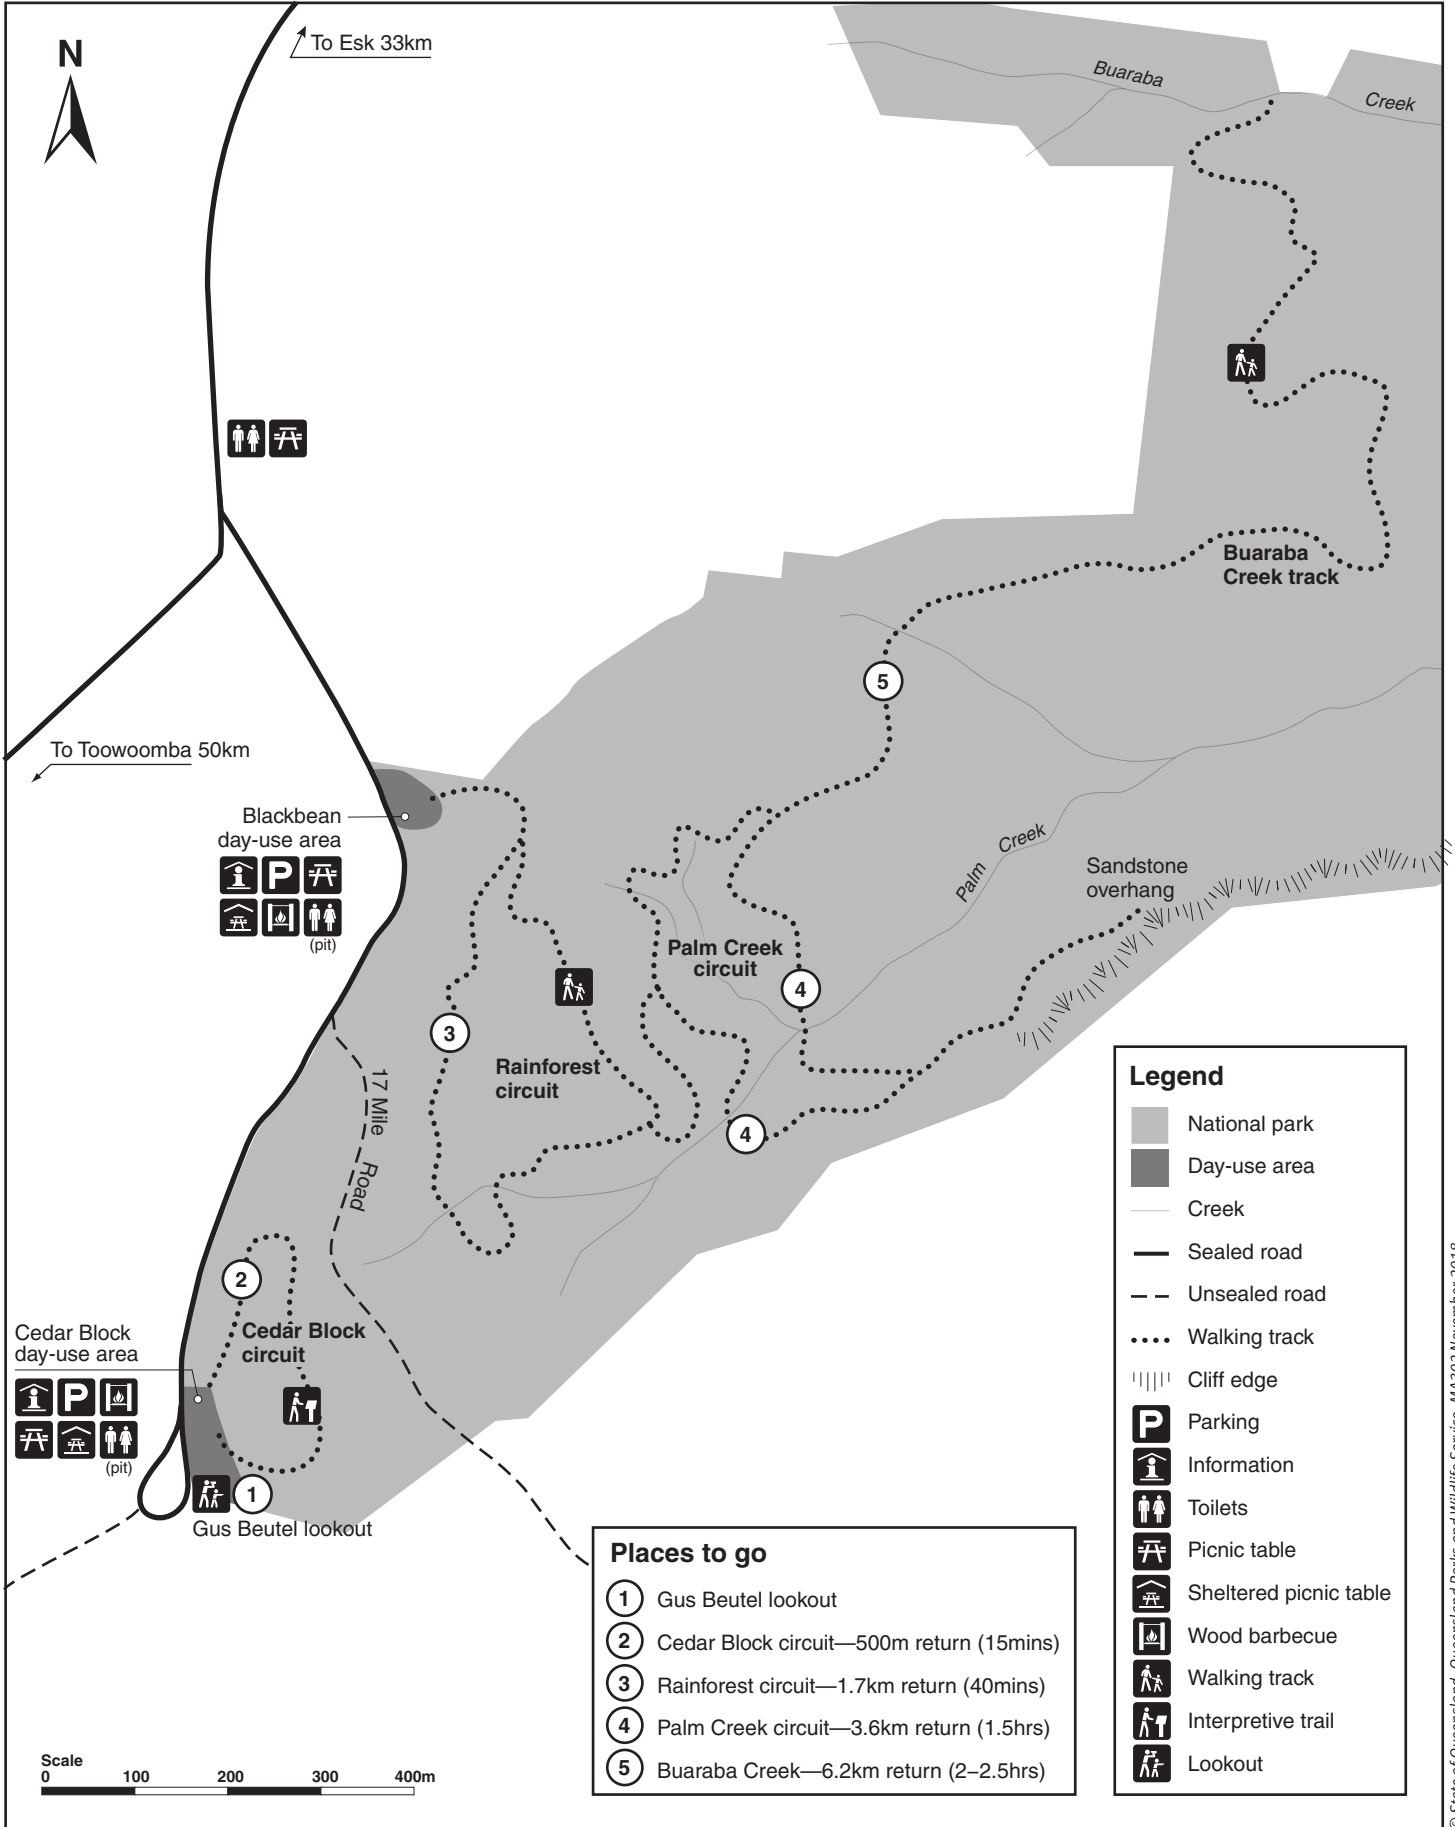 N
To Esk 33km
Buaraba
Creek
Buaraba
Creek track
5
To Toowoomba 50km
Blackbean
day-use area
P
(pit)
Palm
Creek
Sandstone
overhang
Palm Creek
circuit
4
3
Rainforest
circuit
17 Mile
Road
4
2
Cedar Block
day-use area
Cedar Block
circuit
P
(pit)
1
Gus Beutel lookout
Legend
National park
Day-use area
Creek
Sealed road
Unsealed road
Walking track
Cliff edge
P Parking
Information
Toilets
Picnic table
Sheltered picnic table
Wood barbecue
Walking track
Interpretive trail
Lookout
Places to go
1 Gus Beutel lookout
2 Cedar Block circuit—500m return (15mins)
3 Rainforest circuit—1.7km return (40mins)
4 Palm Creek circuit—3.6km return (1.5hrs)
5 Buaraba Creek—6.2km return (2–2.5hrs)
Scale
0 100 200 300 400m